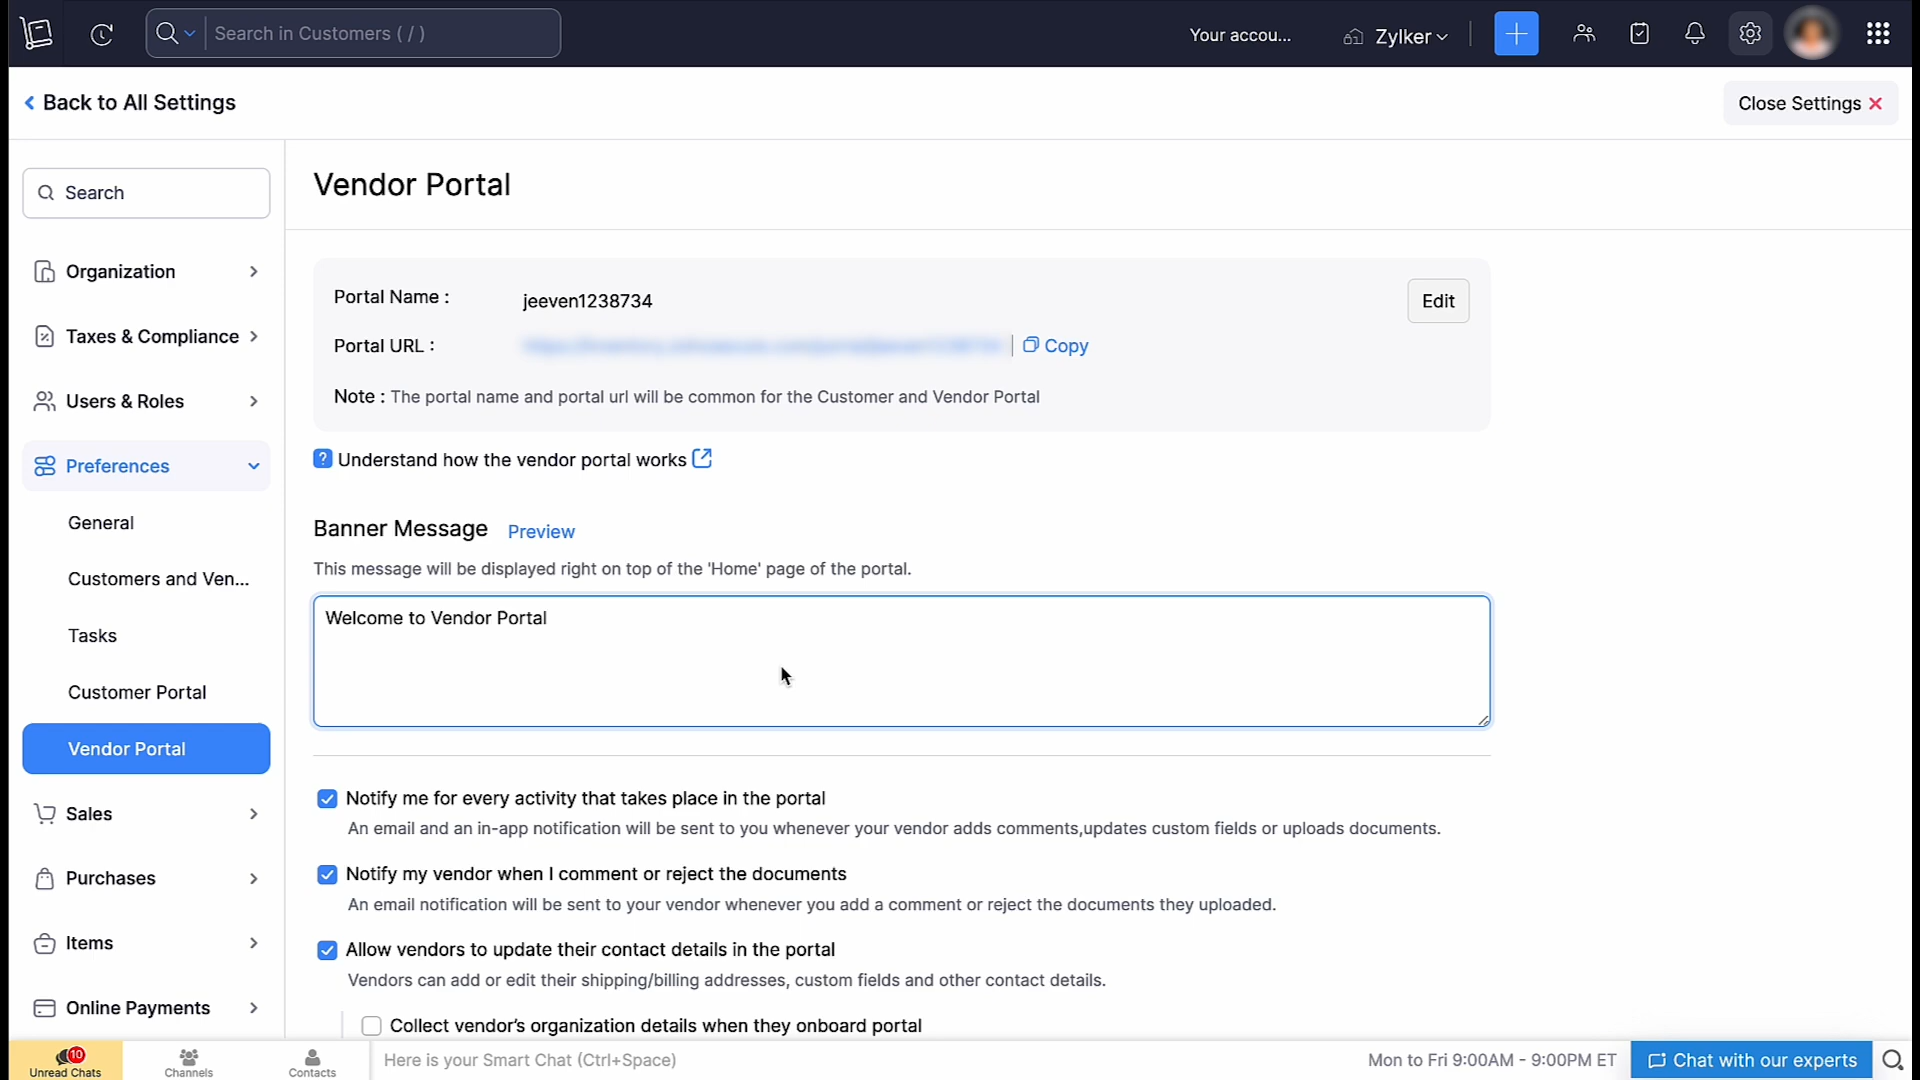 Search in Customers ( / )
Your accou...
Zylker
Back to All Settings
Close Settings
Search
Organization
Taxes & Compliance
Users & Roles
Preferences
General
Customers and Ven...
Tasks
Customer Portal
Vendor Portal
Sales
Purchases
Items
Online Payments
Vendor Portal
Portal Name :
jeeven1238734
Edit
Portal URL :
Copy
Note : The portal name and portal url will be common for the Customer and Vendor Portal
Understand how the vendor portal works
Banner Message
Preview
This message will be displayed right on top of the 'Home' page of the portal.
Welcome to Vendor Portal
Notify me for every activity that takes place in the portal
An email and an in-app notification will be sent to you whenever your vendor adds comments,updates custom fields or uploads documents.
Notify my vendor when I comment or reject the documents
An email notification will be sent to your vendor whenever you add a comment or reject the documents they uploaded.
Allow vendors to update their contact details in the portal
Vendors can add or edit their shipping/billing addresses, custom fields and other contact details.
Collect vendor's organization details when they onboard portal
10
Unread Chats
Channels
Contacts
Here is your Smart Chat (Ctrl+Space)
Mon to Fri 9:00AM - 9:00PM ET
Chat with our experts